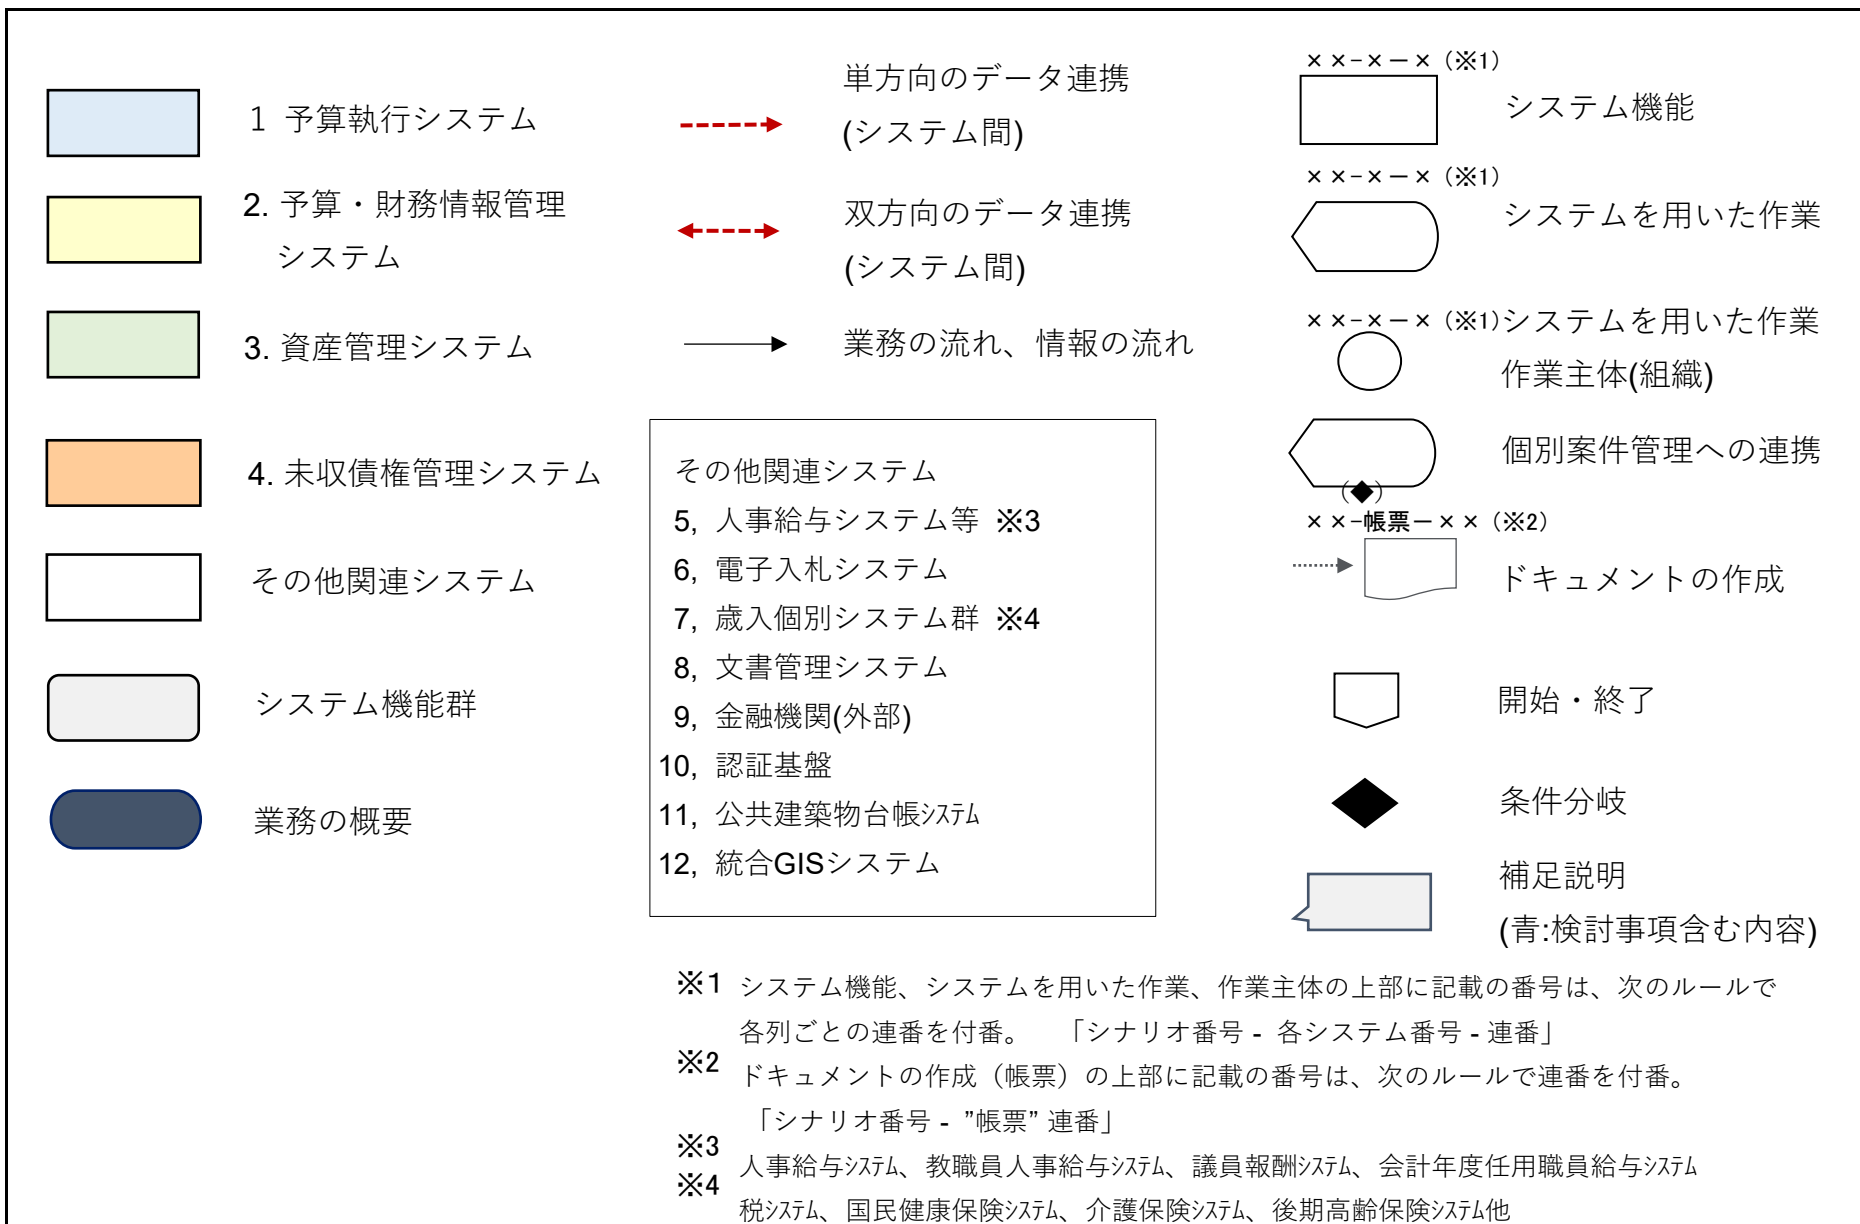 1 予算執行システム
2. 予算・財務情報管理
システム
3. 資産管理システム
4. 未収債権管理システム
その他関連システム
システム機能群
業務の概要
単方向のデータ連携
(システム間)
双方向のデータ連携
(システム間)
業務の流れ、情報の流れ
その他関連システム
5, 人事給与システム等 ※3
6, 電子入札システム
7, 歳入個別システム群 ※4
8, 文書管理システム
9, 金融機関(外部)
10, 認証基盤
11, 公共建築物台帳ｼｽﾃﾑ
12, 統合GISシステム
××-×－×（※1）
システム機能
××-×－×（※1）
システムを用いた作業
××-×－×（※1）システムを用いた作業
作業主体(組織)
個別案件管理への連携
(◆)
××-帳票－××（※2）
ドキュメントの作成
開始・終了
条件分岐
補足説明
(青:検討事項含む内容)
※1 システム機能、システムを用いた作業、作業主体の上部に記載の番号は、次のルールで
各列ごとの連番を付番。 「シナリオ番号 - 各システム番号 - 連番」
※2 ドキュメントの作成（帳票）の上部に記載の番号は、次のルールで連番を付番。
「シナリオ番号 - ”帳票” 連番」
※3 人事給与ｼｽﾃﾑ、教職員人事給与ｼｽﾃﾑ、議員報酬ｼｽﾃﾑ、会計年度任用職員給与ｼｽﾃﾑ
※4 税ｼｽﾃﾑ、国民健康保険ｼｽﾃﾑ、介護保険ｼｽﾃﾑ、後期高齢保険ｼｽﾃﾑ他